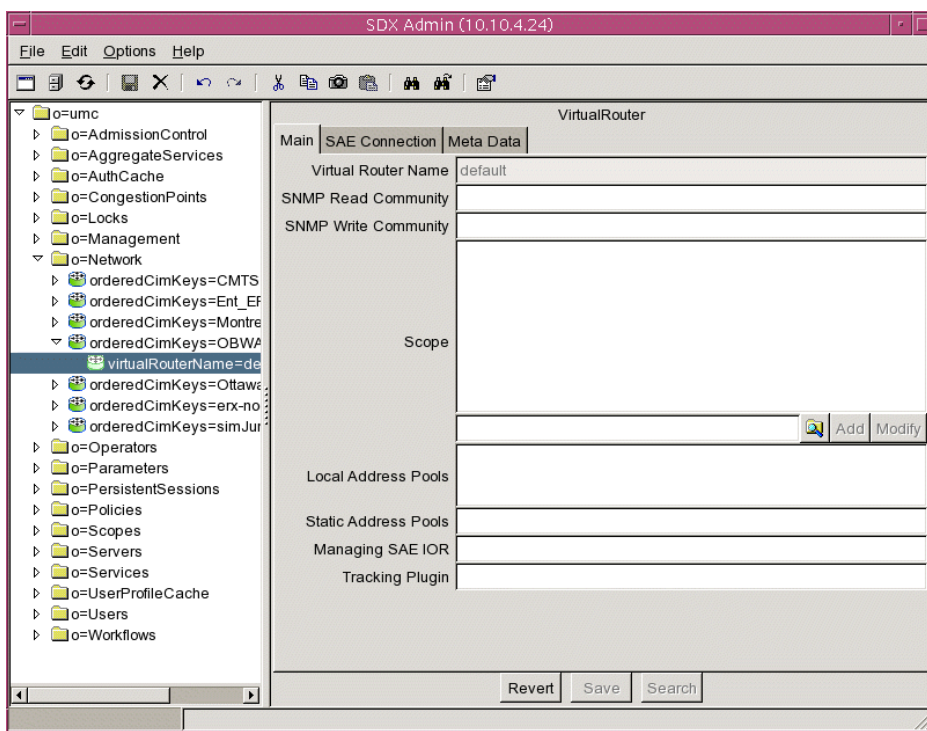 SDX Admin (10.10.4.24)
File Edit Options Help
o=umc
o=AdmissionControl
o=AggregateServices
o=AuthCache
o=CongestionPoints
o=Locks
o=Management
o=Network
orderedCimKeys=CMTS
orderedCimKeys=Ent_EF
orderedCimKeys=Montre
orderedCimKeys=OBWA
virtualRouterName=de
orderedCimKeys=Ottawa
orderedCimKeys=erx-no
orderedCimKeys=simJur
o=Operators
o=Parameters
o=PersistentSessions
o=Policies
o=Scopes
o=Servers
o=Services
o=UserProfileCache
o=Users
o=Workflows
VirtualRouter
Main SAE Connection Meta Data
Virtual Router Name default
SNMP Read Community
SNMP Write Community
Scope
Add Modify
Local Address Pools
Static Address Pools
Managing SAE IOR
Tracking Plugin
Revert Save Search